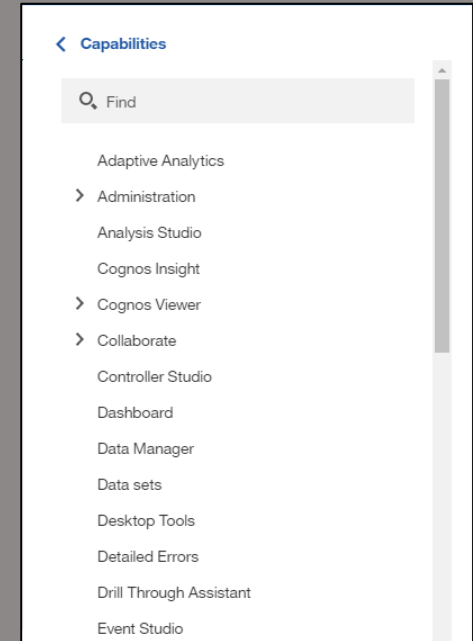 Capabilities
Find
Adaptive Analytics
Administration
Analysis Studio
Cognos Insight
Cognos Viewer
Collaborate
Controller Studio
Dashboard
Data Manager
Data sets
Desktop Tools
Detailed Errors
Drill Through Assistant
Event Studio